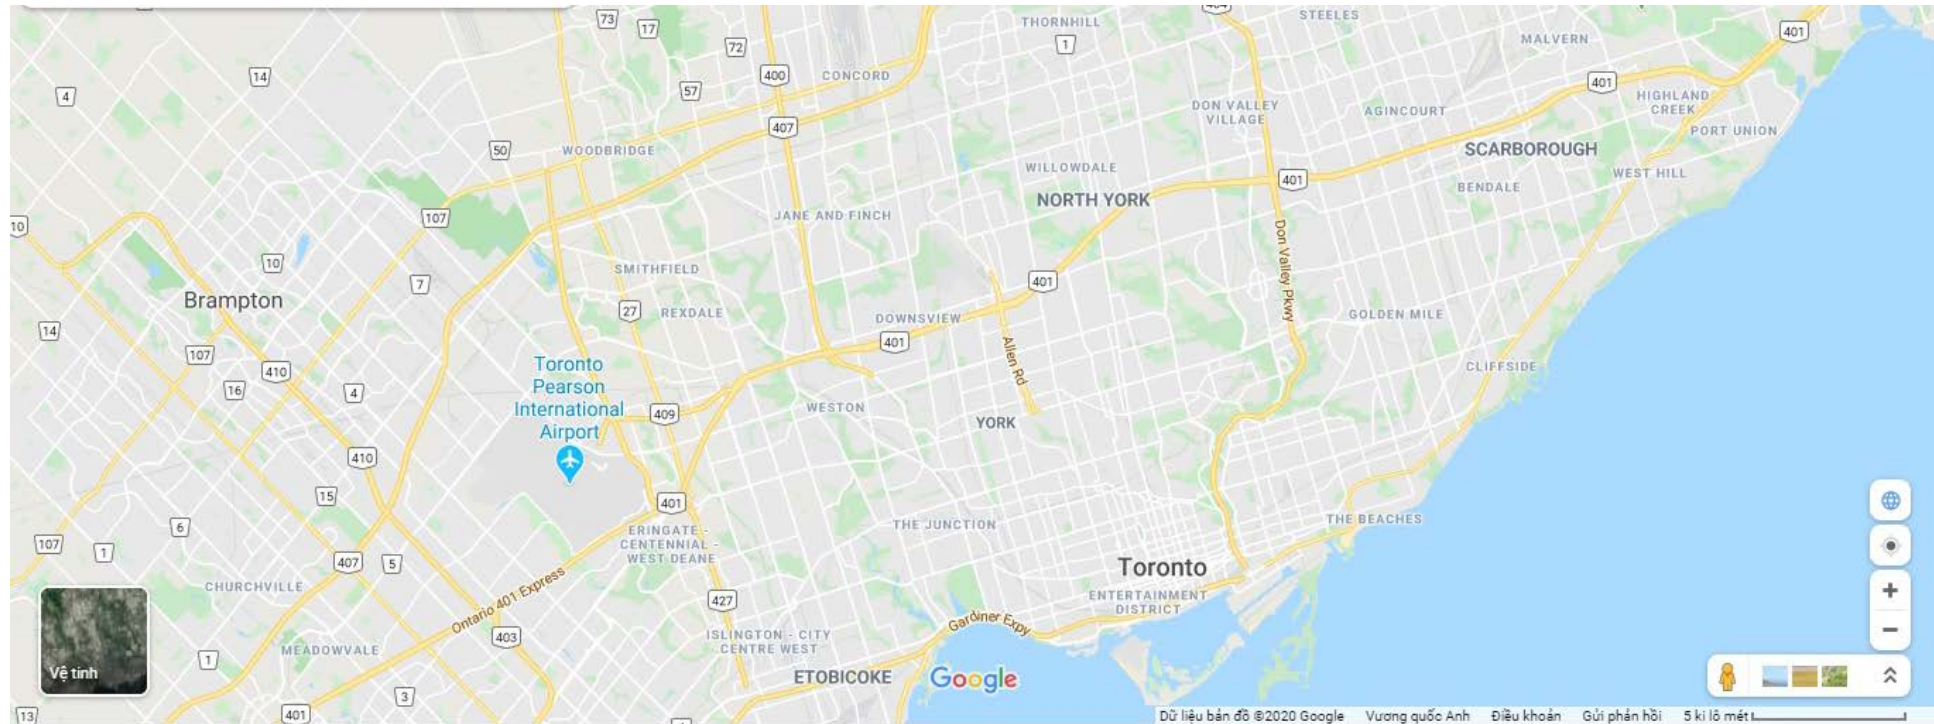 73
17
THORNHILL
STEELES
404
401
1
MALVERN
72
400
CONCORD
14
4
57
401
HIGHLAND
CREEK
DON VALLEY
VILLAGE
AGINCOURT
407
PORT UNION
50
WOODBRIDGE
SCARBOROUGH
WILLOWDALE
WEST HILL
401
BENDALE
NORTH YORK
107
JANE AND FINCH
10
Don Valley Pkwy
10
SMITHFIELD
7
401
Brampton
27
REXDALE
DOWNSVIEW
GOLDEN MILE
14
401
107
Allen Rd
Toronto
Pearson
International
Airport
410
CLIFFSIDE
16
4
409
WESTON
YORK
410
15
401
6
ERINGATE -
CENTENNIAL -
WEST DEANE
THE JUNCTION
THE BEACHES
107
1
407
5
Toronto
CHURCHVILLE
Ontario 401 Express
427
ENTERTAINMENT
DISTRICT
Gardiner Expy
403
ISLINGTON - CITY
CENTRE WEST
MEADOWVALE
1
Vệ tinh
ETOBICOKE
Google
3
13
401
Dữ liệu bản đồ ©2020 Google Vương quốc Anh Điều khoản Gửi phản hồi 5 ki lô mét